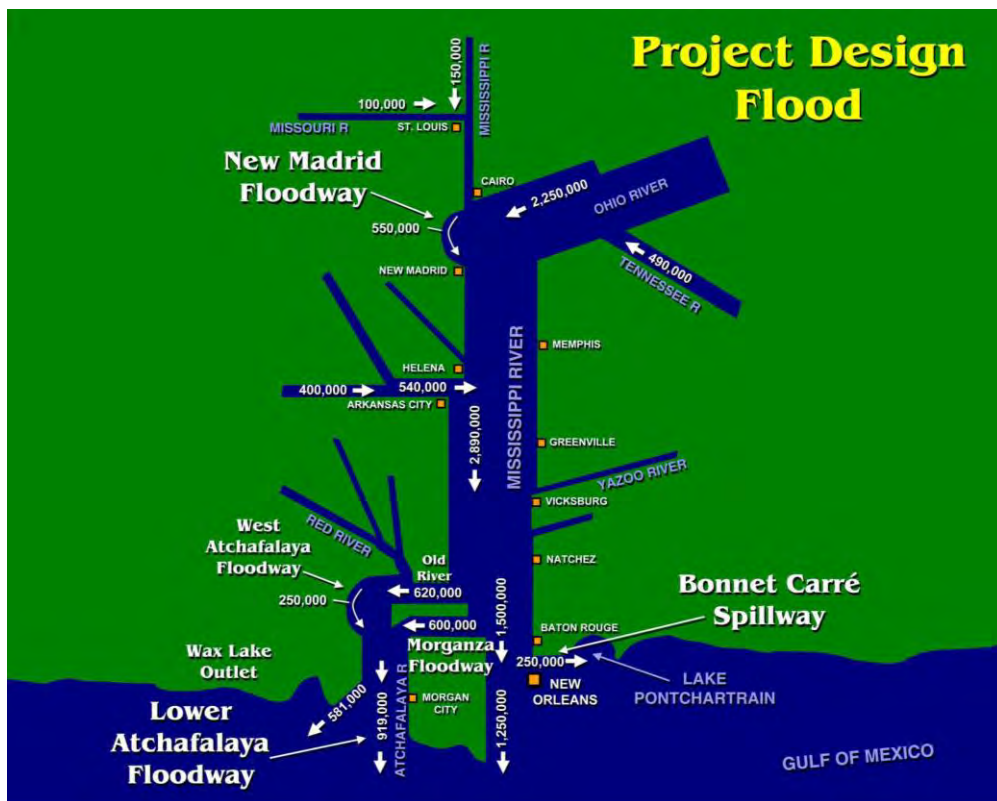 Project Design
Flood
150,000
MISSISSIPPI R
100,000
MISSOURI R
ST. LOUIS
New Madrid
Floodway
CAIRO
2,250,000
OHIO RIVER
550,000
490,000
TENNESSEE R
NEW MADRID
MEMPHIS
HELENA
400,000
540,000
ARKANSAS CITY
2,890,000
MISSISSIPPI RIVER
GREENVILLE
YAZOO RIVER
VICKSBURG
RED RIVER
West
Atchafalaya
Floodway
Old
River
NATCHEZ
250,000
620,000
1,500,000
Bonnet Carré
Spillway
600,000
BATON ROUGE
Morganza
Floodway
250,000
Wax Lake
Outlet
LAKE
PONTCHARTRAIN
NEW
ORLEANS
581,000
919,000
ATCHAFALAYA R
MORGAN
CITY
1,250,000
Lower
Atchafalaya
Floodway
GULF OF MEXICO